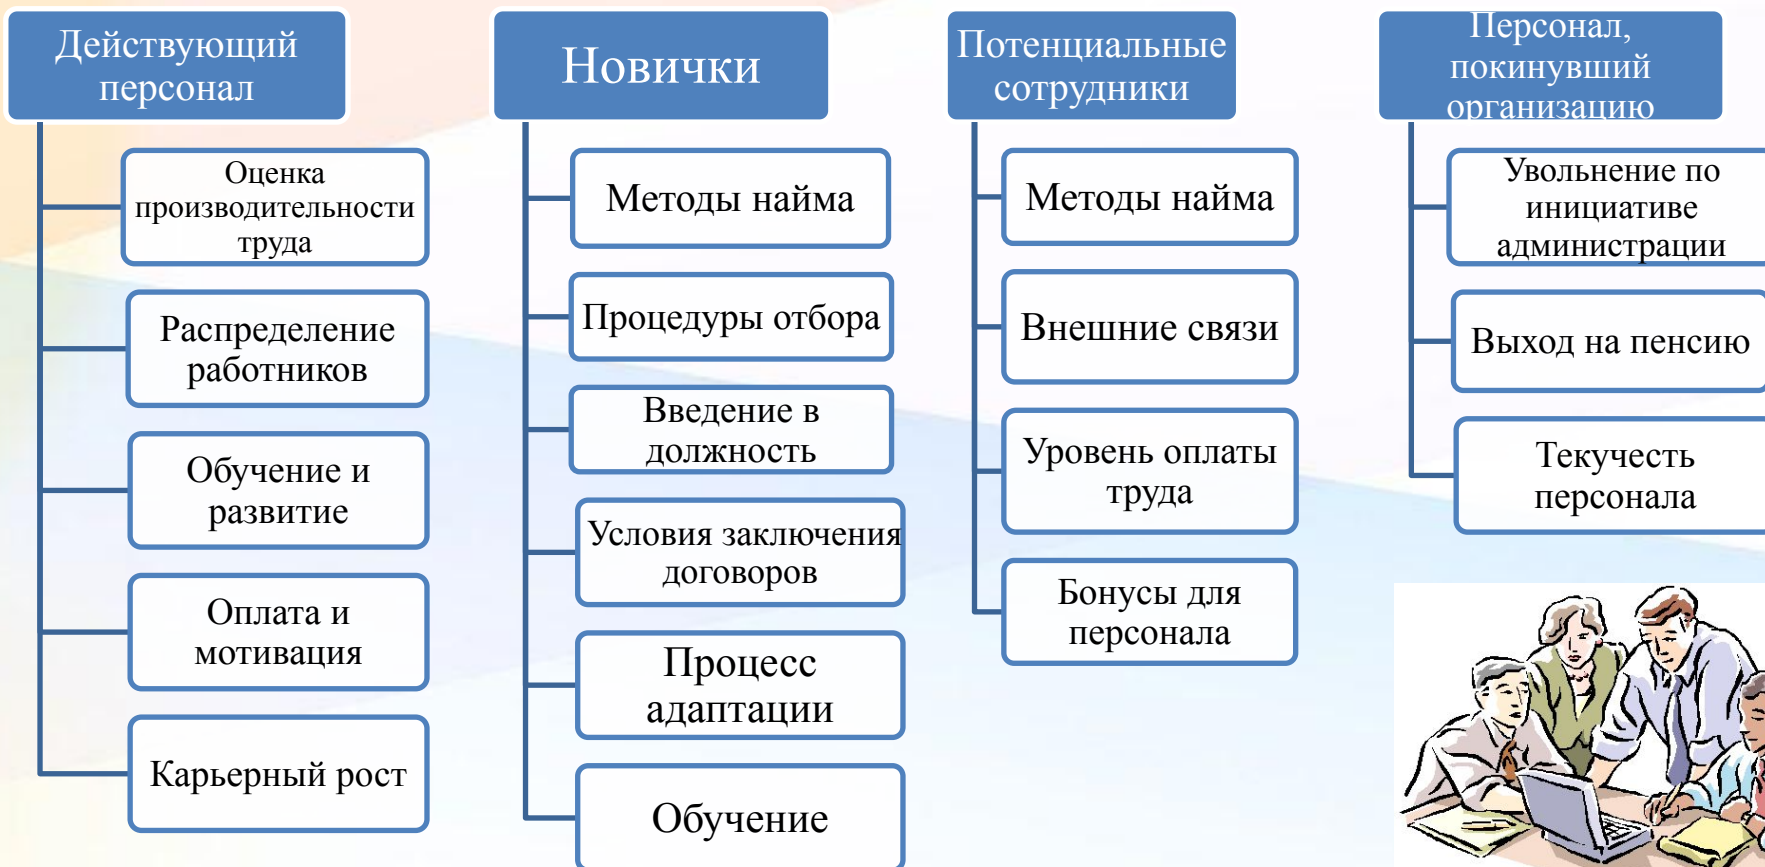 Действующий
персонал
Оценка
производительности
труда
Распределение
работников
Обучение и
развитие
Оплата и
мотивация
Карьерный рост
Новички
Методы найма
Процедуры отбора
Введение в
должность
Условия заключения
договоров
Процесс
адаптации
Обучение
Потенциальные
сотрудники
Методы найма
Внешние связи
Уровень оплаты
труда
Бонусы для
персонала
Персонал,
покинувший
организацию
Увольнение по
инициативе
администрации
Выход на пенсию
Текучесть
персонала